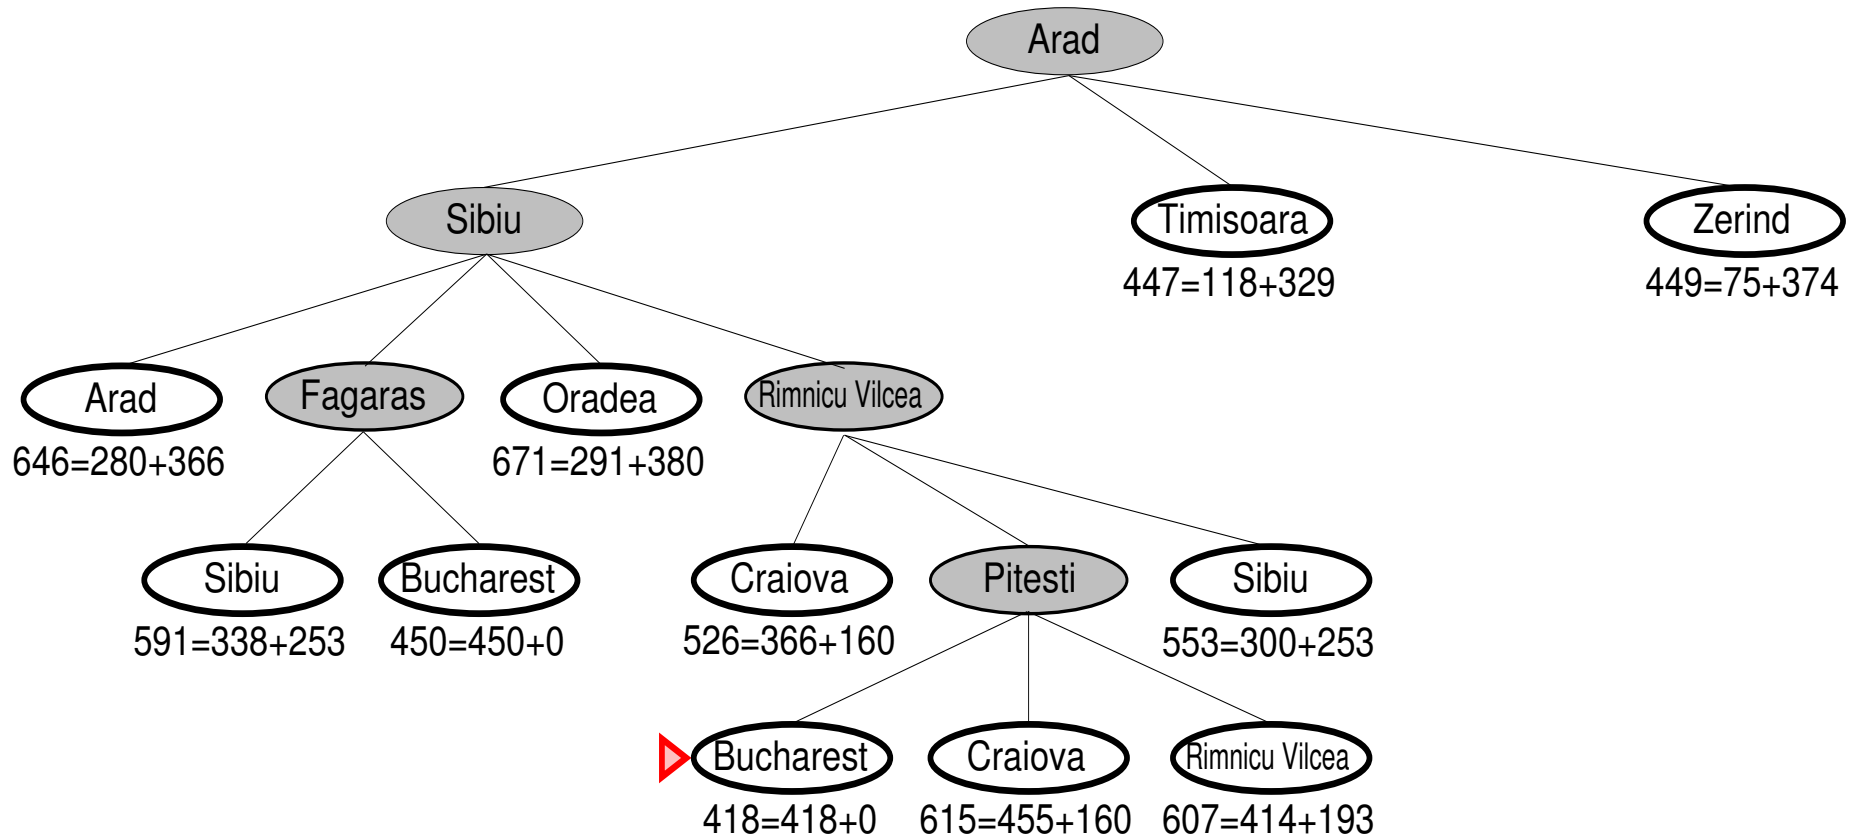 Arad
Sibiu
Timisoara
Zerind
447=118+329
449=75+374
Arad
Fagaras
Oradea
Rimnicu Vilcea
646=280+366
671=291+380
Sibiu
Bucharest
Craiova
Pitesti
Sibiu
591=338+253
450=450+0
526=366+160
553=300+253
Bucharest
Craiova
Rimnicu Vilcea
418=418+0
615=455+160
607=414+193